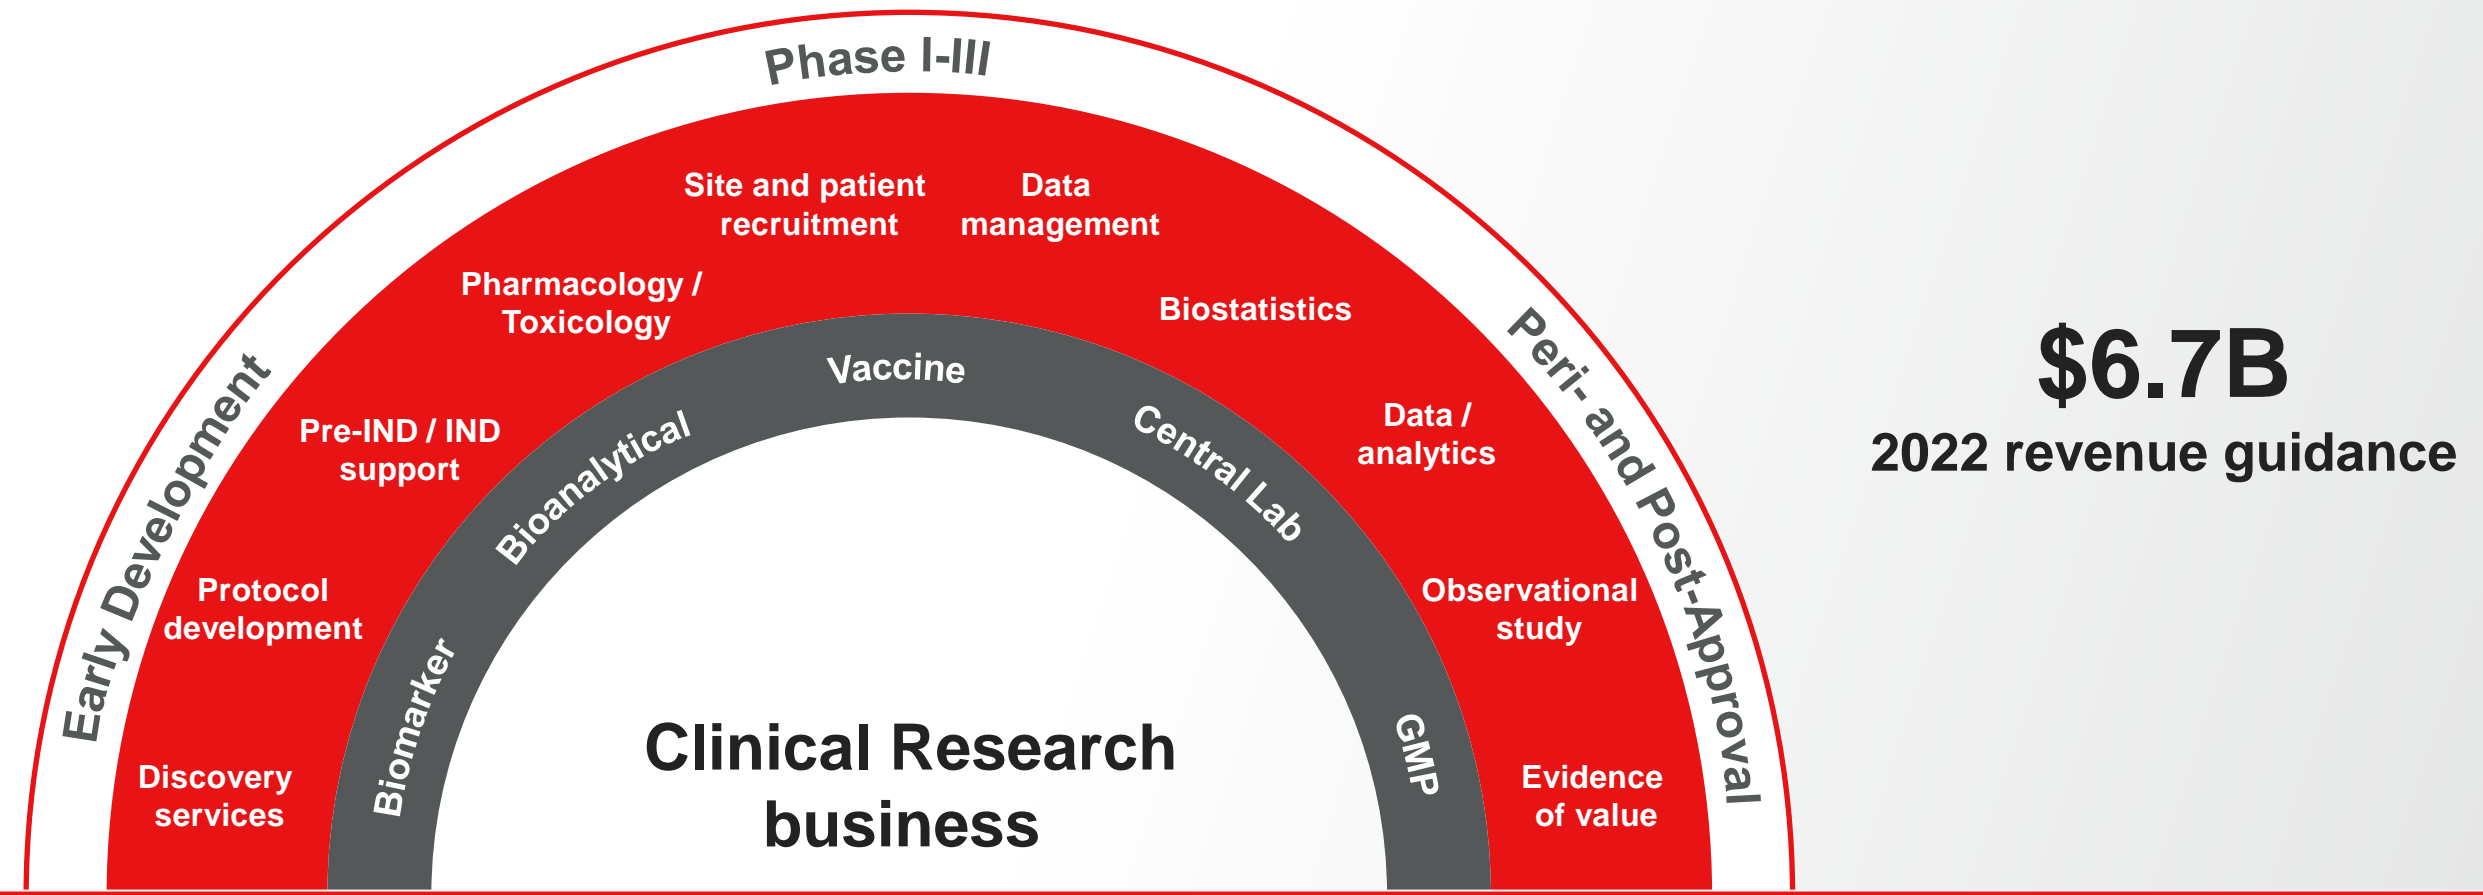 Phase I-III
Early Development
Peri- and Post-Approval
Site and patient
recruitment
Data
management
Pharmacology /
Toxicology
Biostatistics
Pre-IND / IND
support
Data /
analytics
Protocol
development
Observational
study
Discovery
services
Evidence
of value
Biomarker
Bioanalytical
Vaccine
Central Lab
GMP
Clinical Research
business
$6.7B
2022 revenue guidance